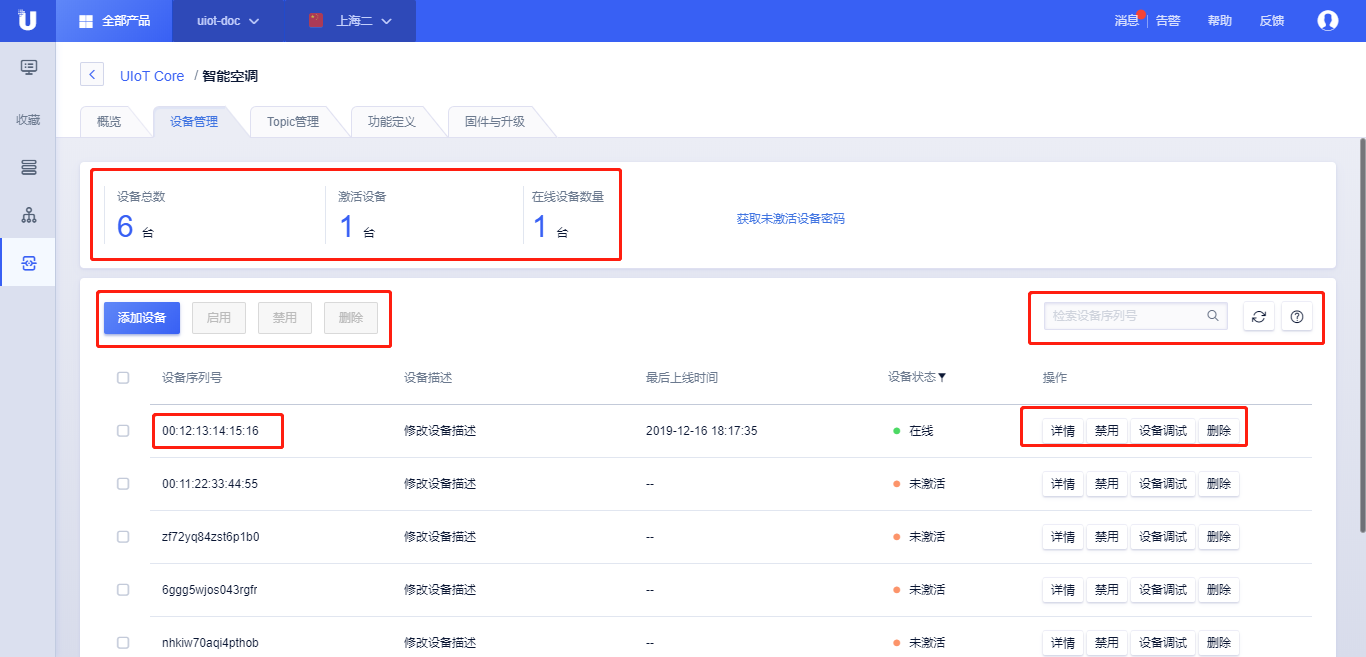 全部产品 uiot-doc 上海二 消息 告警 帮助 反馈
收藏
UIoT Core / 智能空调
概览 设备管理 Topic管理 功能定义 固件与升级
设备总数 激活设备 在线设备数量
6 台 1 台 1 台
获取未激活设备密码
添加设备 启用 禁用 删除 检索设备序列号
设备序列号 设备描述 最后上线时间 设备状态 操作
00:12:13:14:15:16 修改设备描述 2019-12-16 18:17:35 在线 详情 禁用 设备调试 删除
00:11:22:33:44:55 修改设备描述 -- 未激活 详情 禁用 设备调试 删除
zf72yq84zst6p1b0 修改设备描述 -- 未激活 详情 禁用 设备调试 删除
6ggg5wjos043rgfr 修改设备描述 -- 未激活 详情 禁用 设备调试 删除
nhkiw70aqi4pthob 修改设备描述 -- 未激活 详情 禁用 设备调试 删除